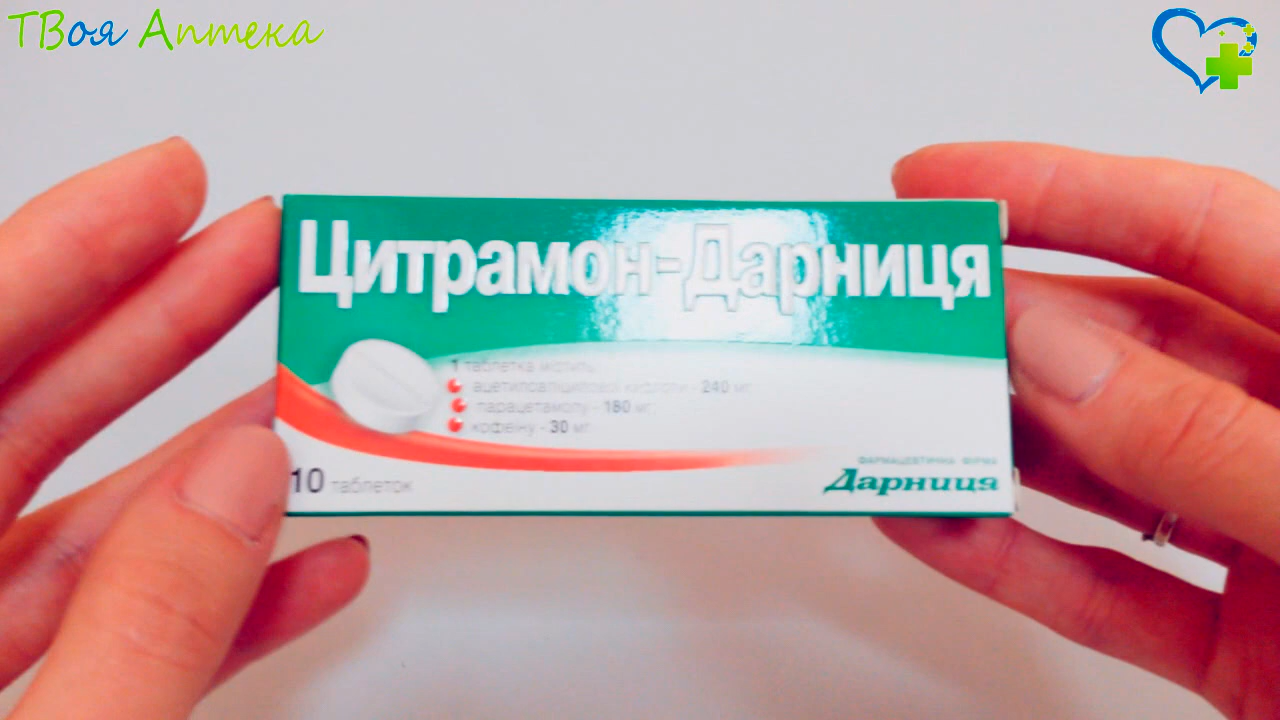 ТВоя Аптека
Цитрамон-Дарниця
1 таблетка містить:
ацетилсаліцилової кислоти - 240 мг
парацетамолу - 180 мг
кофеїну - 30 мг
10 таблеток
ФАРМАЦЕВТИЧНА ФІРМА
Дарниця